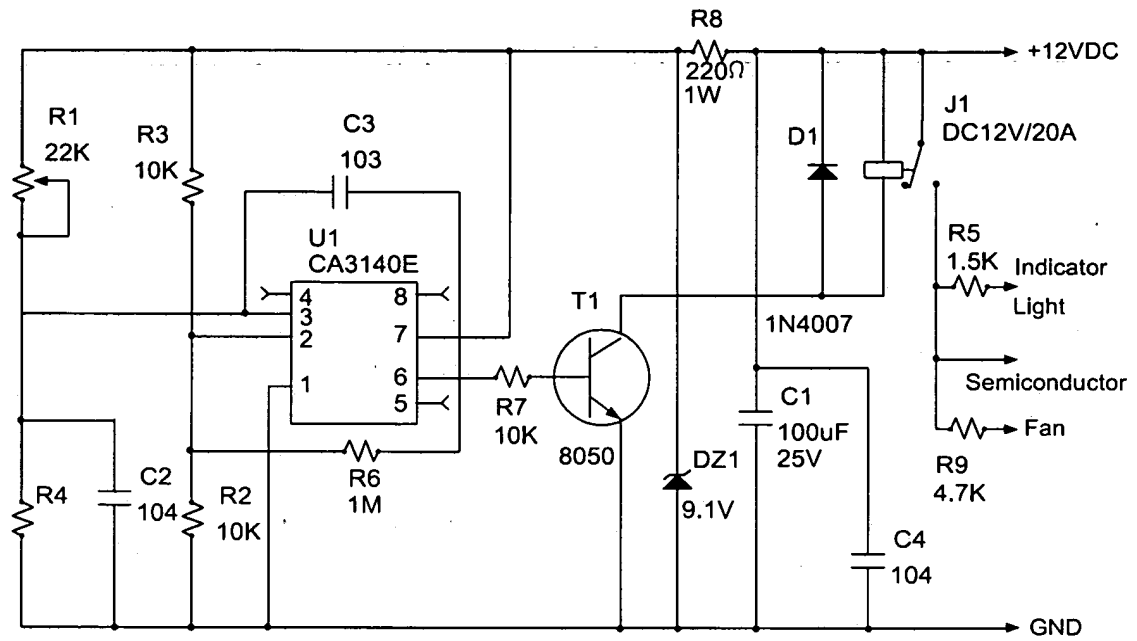 R8
+12VDC
220Ω
1W
R1
22K
R3
10K
C3
103
J1
DC12V/20A
D1
U1
CA3140E
4
3
2
1
8
7
6
5
T1
R5
1.5K
Indicator
Light
1N4007
R7
10K
8050
Semiconductor
C1
100uF
25V
Fan
R9
4.7K
R4
C2
104
R2
10K
R6
1M
DZ1
9.1V
C4
104
GND